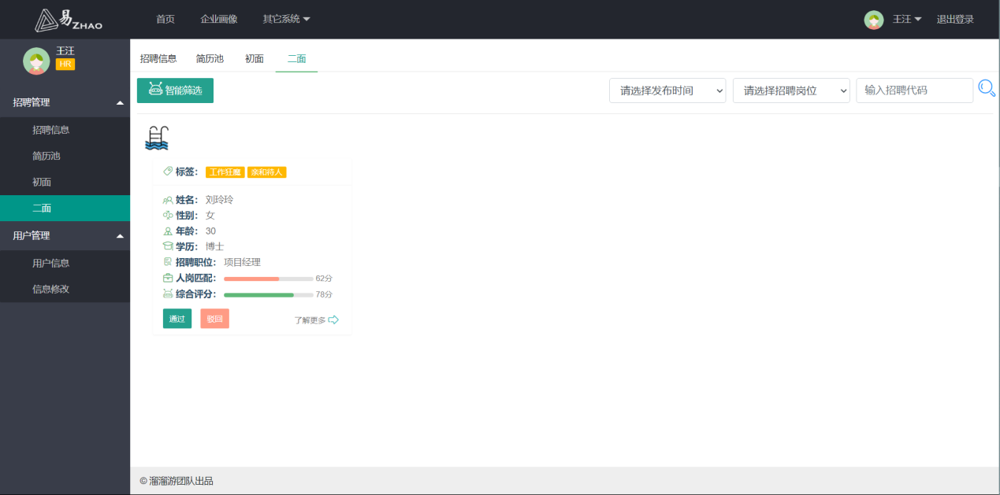 易ZHAO 首页 企业画像 其它系统 王汪 退出登录
王汪
HR
招聘管理
招聘信息
简历池
初面
二面
用户管理
用户信息
信息修改
招聘信息 简历池 初面 二面
智能筛选 请选择发布时间 请选择招聘岗位 输入招聘代码
标签： 工作狂魔 亲和待人
姓名： 刘玲玲
性别： 女
年龄： 30
学历： 博士
招聘职位： 项目经理
人岗匹配： 62分
综合评分： 78分
通过 驳回 了解更多
© 溜溜游团队出品